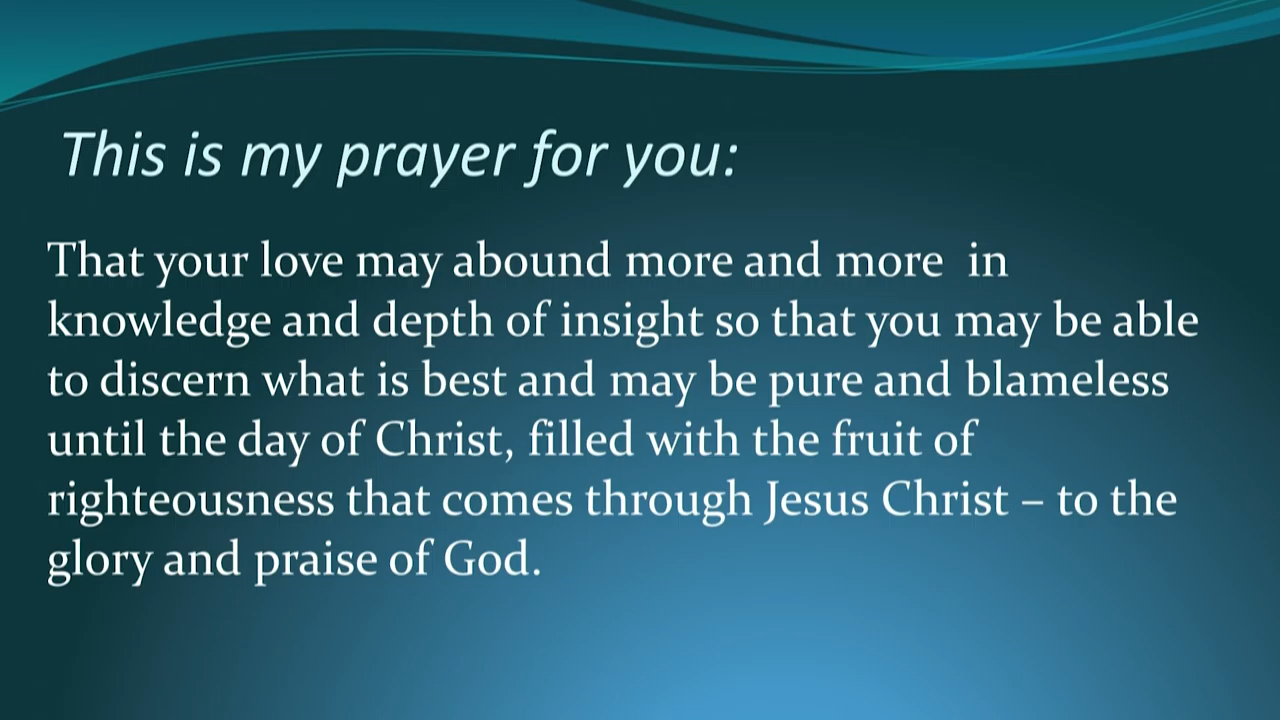 This is my prayer for you:
That your love may abound more and more  in
knowledge and depth of insight so that you may be able
to discern what is best and may be pure and blameless
until the day of Christ, filled with the fruit of
righteousness that comes through Jesus Christ – to the
glory and praise of God.